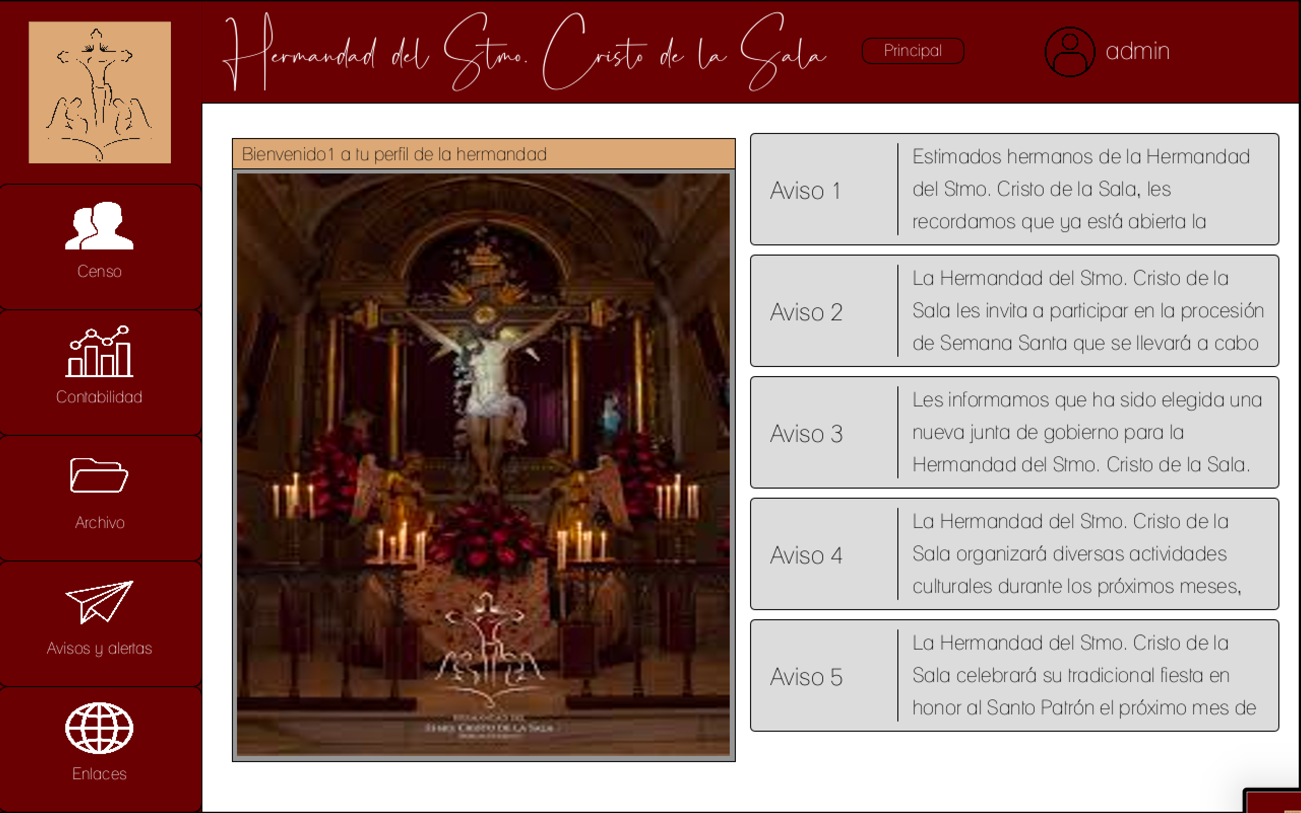 Hermandad del Stmo. Cristo de la Sala
Principal
admin
Censo
Contabilidad
Archivo
Avisos y alertas
Enlaces
Bienvenido1 a tu perfil de la hermandad
HERMANDAD DEL
STMO. CRISTO DE LA SALA
Aviso 1
Estimados hermanos de la Hermandad
del Stmo. Cristo de la Sala, les
recordamos que ya está abierta la
Aviso 2
La Hermandad del Stmo. Cristo de la
Sala les invita a participar en la procesión
de Semana Santa que se llevará a cabo
Aviso 3
Les informamos que ha sido elegida una
nueva junta de gobierno para la
Hermandad del Stmo. Cristo de la Sala.
Aviso 4
La Hermandad del Stmo. Cristo de la
Sala organizará diversas actividades
culturales durante los próximos meses,
Aviso 5
La Hermandad del Stmo. Cristo de la
Sala celebrará su tradicional fiesta en
honor al Santo Patrón el próximo mes de